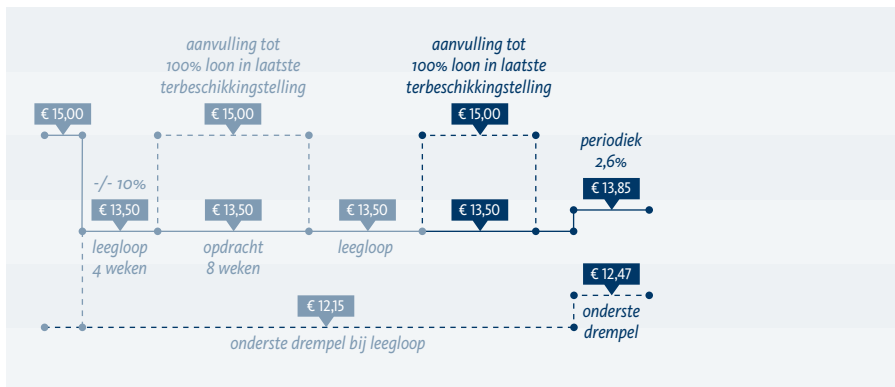 aanvulling tot
100% loon in laatste
terbeschikkingstelling
aanvulling tot
100% loon in laatste
terbeschikkingstelling
€ 15,00
€ 15,00
€ 15,00
periodiek
2,6%
-/- 10%
€ 13,85
€ 13,50
€ 13,50
€ 13,50
€ 13,50
leegloop
4 weken
opdracht
8 weken
leegloop
€ 12,47
€ 12,15
onderste
drempel
onderste drempel bij leegloop